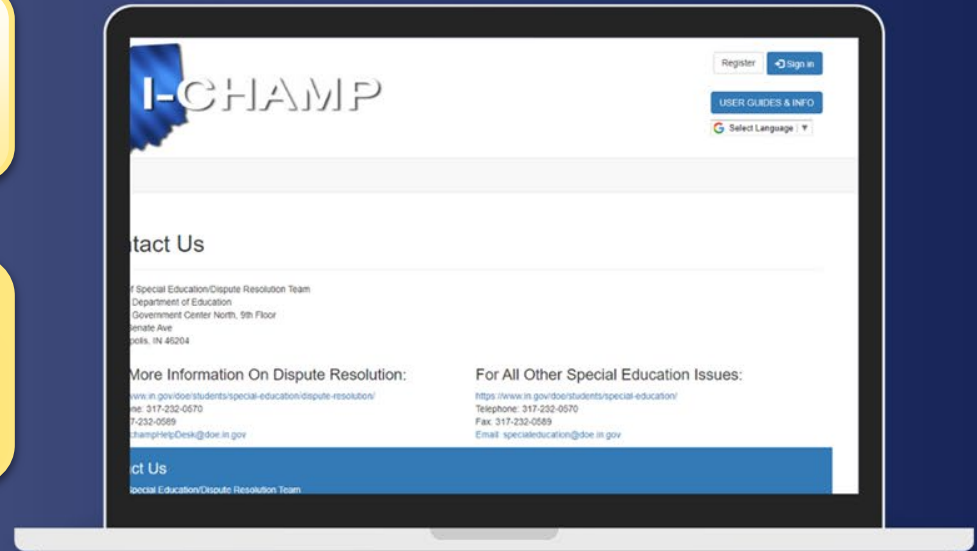 I-CHAMP
Register Sign in
USER GUIDES & INFO
Select Language ▼
tact Us
f Special Education/Dispute Resolution Team
Department of Education
Government Center North, 9th Floor
Senate Ave
polis, IN 46204
More Information On Dispute Resolution:
www.in.gov/doe/students/special-education/dispute-resolution/
ne: 317-232-0570
7-232-0589
champHelpDesk@doe.in.gov
For All Other Special Education Issues:
https://www.in.gov/doe/students/special-education/
Telephone: 317-232-0570
Fax: 317-232-0589
Email: specialeducation@doe.in.gov
ct Us
Special Education/Dispute Resolution Team